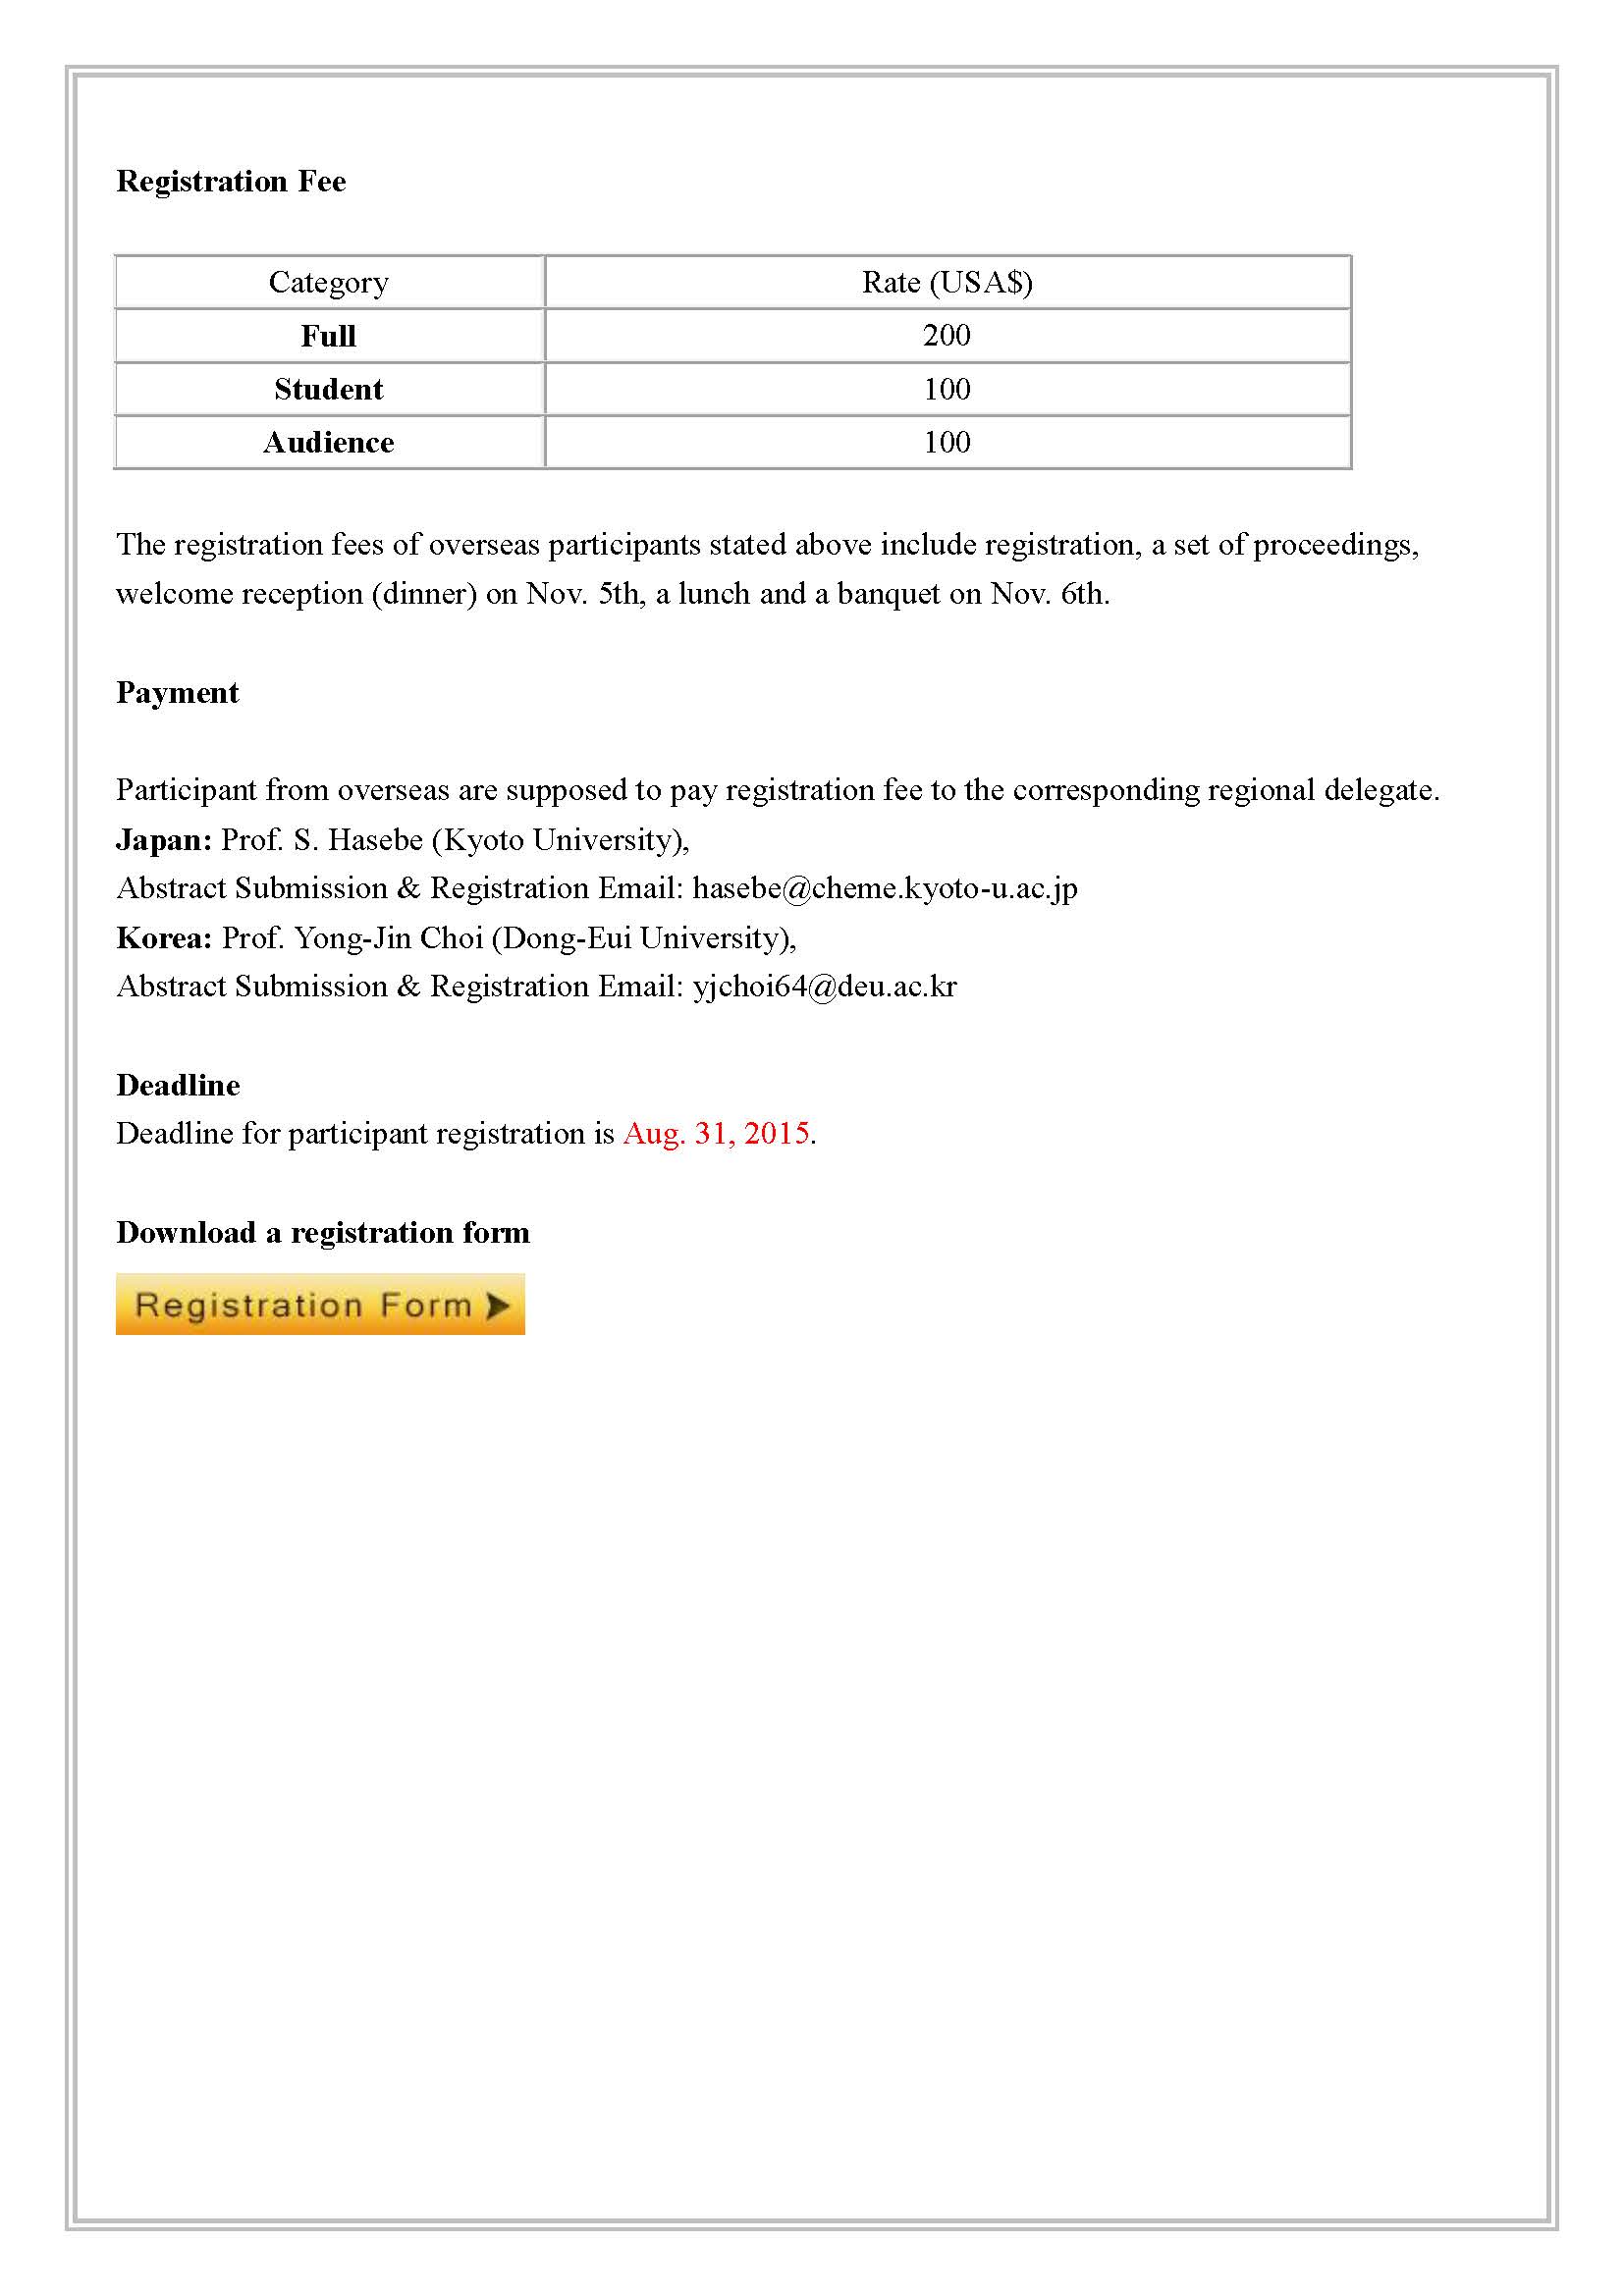 Registration Fee
Category Rate (USA$)
Full 200
Student 100
Audience 100
The registration fees of overseas participants stated above include registration, a set of proceedings,
welcome reception (dinner) on Nov. 5th, a lunch and a banquet on Nov. 6th.
Payment
Participant from overseas are supposed to pay registration fee to the corresponding regional delegate.
Japan: Prof. S. Hasebe (Kyoto University),
Abstract Submission & Registration Email: hasebe@cheme.kyoto-u.ac.jp
Korea: Prof. Yong-Jin Choi (Dong-Eui University),
Abstract Submission & Registration Email: yjchoi64@deu.ac.kr
Deadline
Deadline for participant registration is Aug. 31, 2015.
Download a registration form
Registration Form